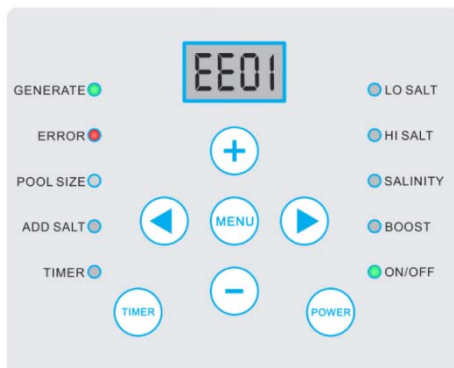 EE01
GENERATE
LO SALT
ERROR
HI SALT
POOL SIZE
SALINITY
MENU
ADD SALT
BOOST
TIMER
ON/OFF
TIMER
POWER